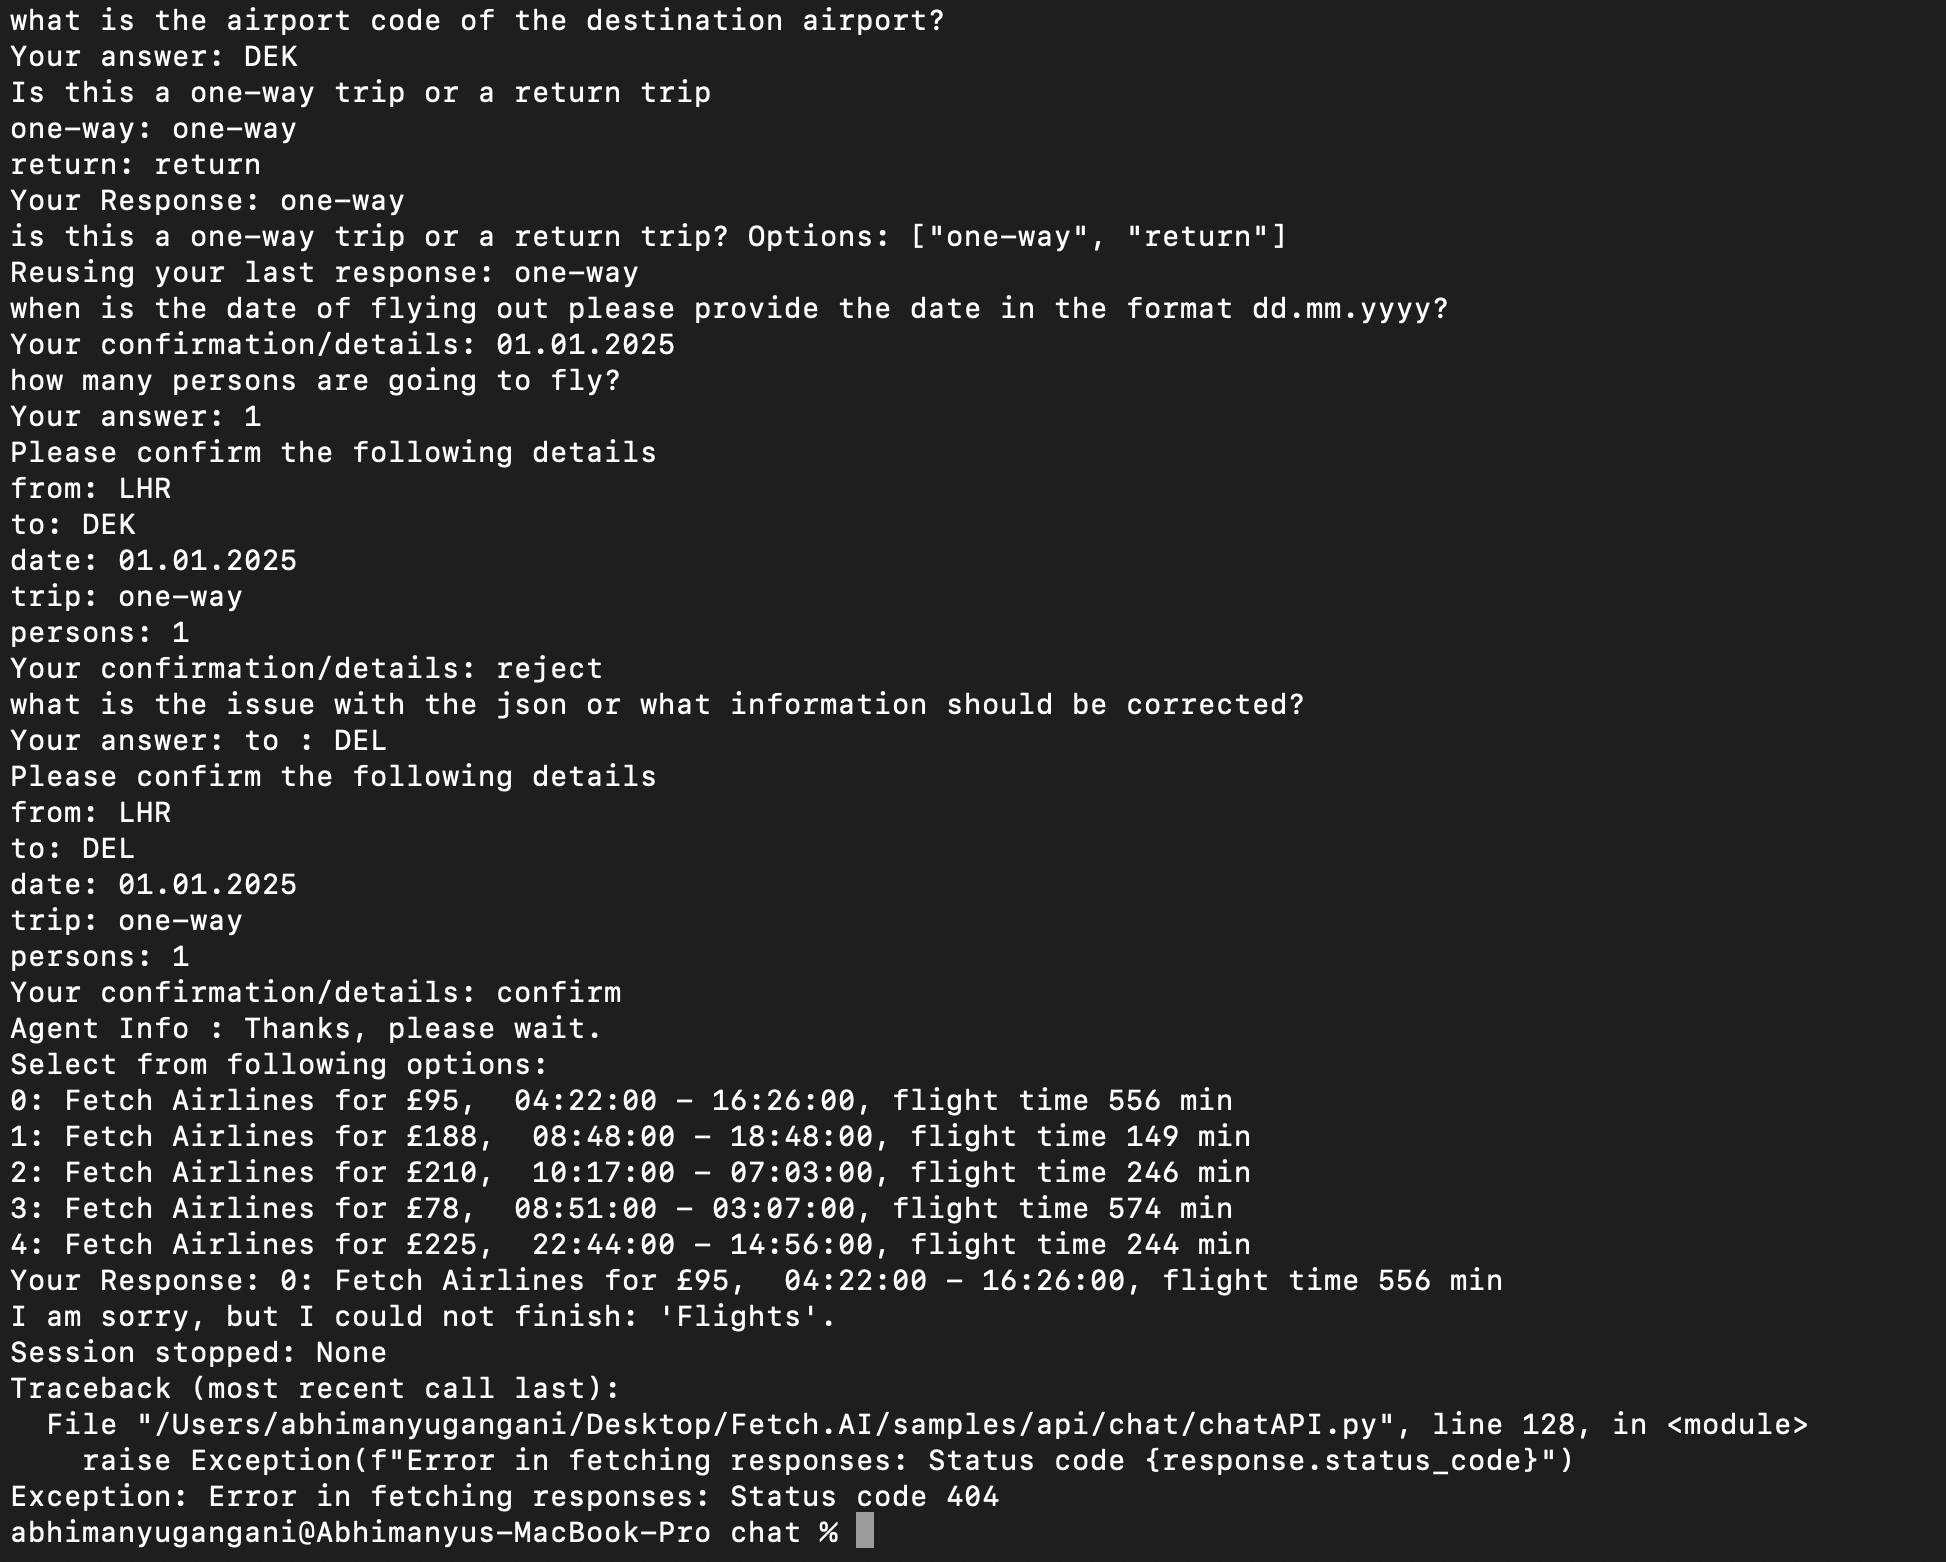 what is the airport code of the destination airport?
Your answer: DEK
Is this a one-way trip or a return trip
one-way: one-way
return: return
Your Response: one-way
is this a one-way trip or a return trip? Options: ["one-way", "return"]
Reusing your last response: one-way
when is the date of flying out please provide the date in the format dd.mm.yyyy?
Your confirmation/details: 01.01.2025
how many persons are going to fly?
Your answer: 1
Please confirm the following details
from: LHR
to: DEK
date: 01.01.2025
trip: one-way
persons: 1
Your confirmation/details: reject
what is the issue with the json or what information should be corrected?
Your answer: to : DEL
Please confirm the following details
from: LHR
to: DEL
date: 01.01.2025
trip: one-way
persons: 1
Your confirmation/details: confirm
Agent Info : Thanks, please wait.
Select from following options:
0: Fetch Airlines for £95,  04:22:00 - 16:26:00, flight time 556 min
1: Fetch Airlines for £188,  08:48:00 - 18:48:00, flight time 149 min
2: Fetch Airlines for £210,  10:17:00 - 07:03:00, flight time 246 min
3: Fetch Airlines for £78,  08:51:00 - 03:07:00, flight time 574 min
4: Fetch Airlines for £225,  22:44:00 - 14:56:00, flight time 244 min
Your Response: 0: Fetch Airlines for £95,  04:22:00 - 16:26:00, flight time 556 min
I am sorry, but I could not finish: 'Flights'.
Session stopped: None
Traceback (most recent call last):
  File "/Users/abhimanyugangani/Desktop/Fetch.AI/samples/api/chat/chatAPI.py", line 128, in <module>
    raise Exception(f"Error in fetching responses: Status code {response.status_code}")
Exception: Error in fetching responses: Status code 404
abhimanyugangani@Abhimanyus-MacBook-Pro chat %